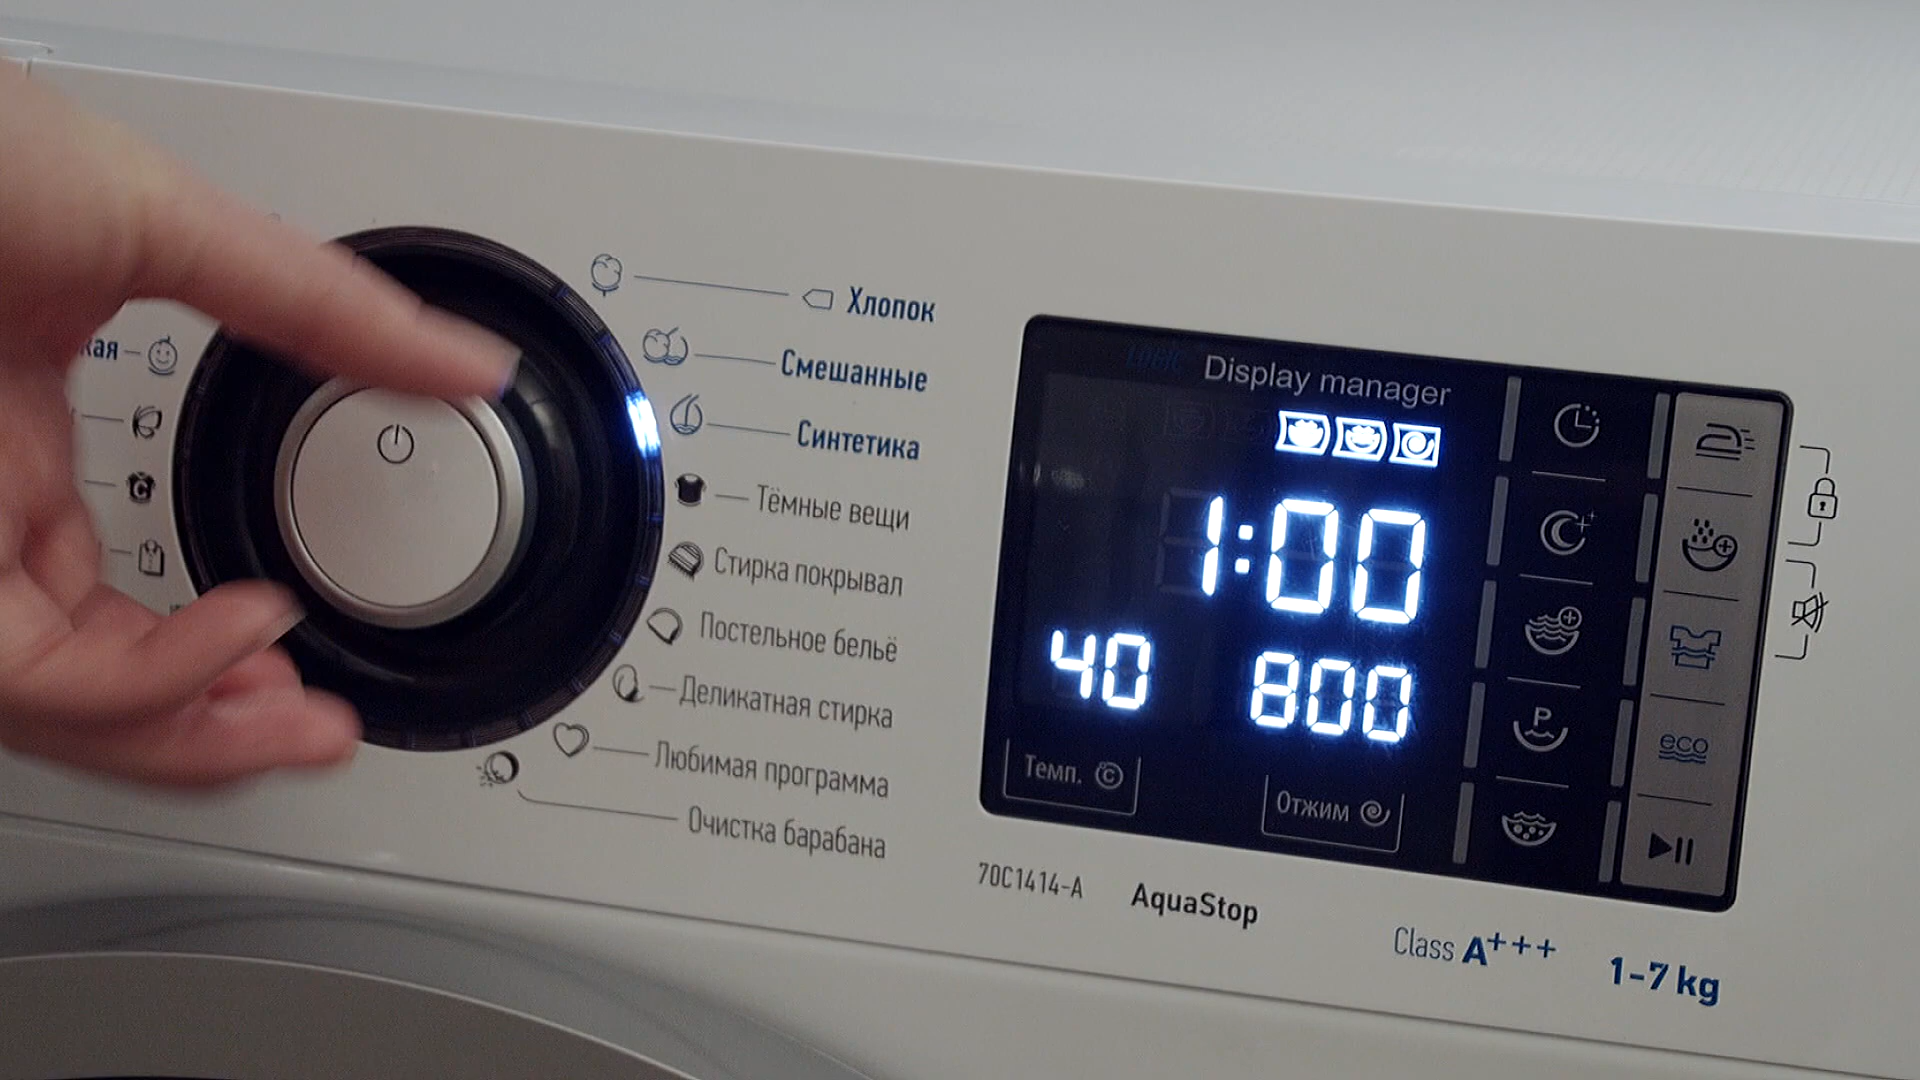 Хлопок
Смешанные
Синтетика
Тёмные вещи
Стирка покрывал
Постельное бельё
Деликатная стирка
Любимая программа
Очистка барабана
Display manager
1:00
40 800
Темп. °C
Отжим
P
eco
70C1414-A
AquaStop
Class A+++
1-7 kg